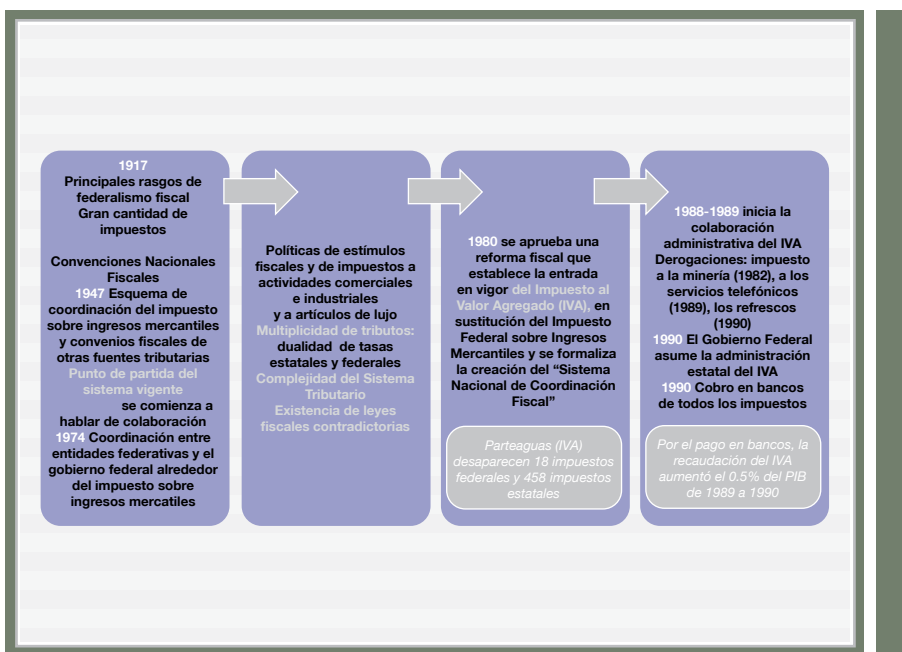 1917
Principales rasgos de
federalismo fiscal
Gran cantidad de
impuestos
Convenciones Nacionales
Fiscales
1947 Esquema de
coordinación del impuesto
sobre ingresos mercantiles
y convenios fiscales de
otras fuentes tributarias
Punto de partida del
sistema vigente
se comienza a
hablar de colaboración
1974 Coordinación entre
entidades federativas y el
gobierno federal alrededor
del impuesto sobre
ingresos mercatiles
Políticas de estímulos
fiscales y de impuestos a
actividades comerciales
e industriales
y a artículos de lujo
Multiplicidad de tributos:
dualidad de tasas
estatales y federales
Complejidad del Sistema
Tributario
Existencia de leyes
fiscales contradictorias
1980 se aprueba una
reforma fiscal que
establece la entrada
en vigor del Impuesto al
Valor Agregado (IVA), en
sustitución del Impuesto
Federal sobre Ingresos
Mercantiles y se formaliza
la creación del “Sistema
Nacional de Coordinación
Fiscal”
Parteaguas (IVA)
desaparecen 18 impuestos
federales y 458 impuestos
estatales
1988-1989 inicia la
colaboración
administrativa del IVA
Derogaciones: impuesto
a la minería (1982), a los
servicios telefónicos
(1989), los refrescos
(1990)
1990 El Gobierno Federal
asume la administración
estatal del IVA
1990 Cobro en bancos
de todos los impuestos
Por el pago en bancos, la
recaudación del IVA
aumentó el 0.5% del PIB
de 1989 a 1990